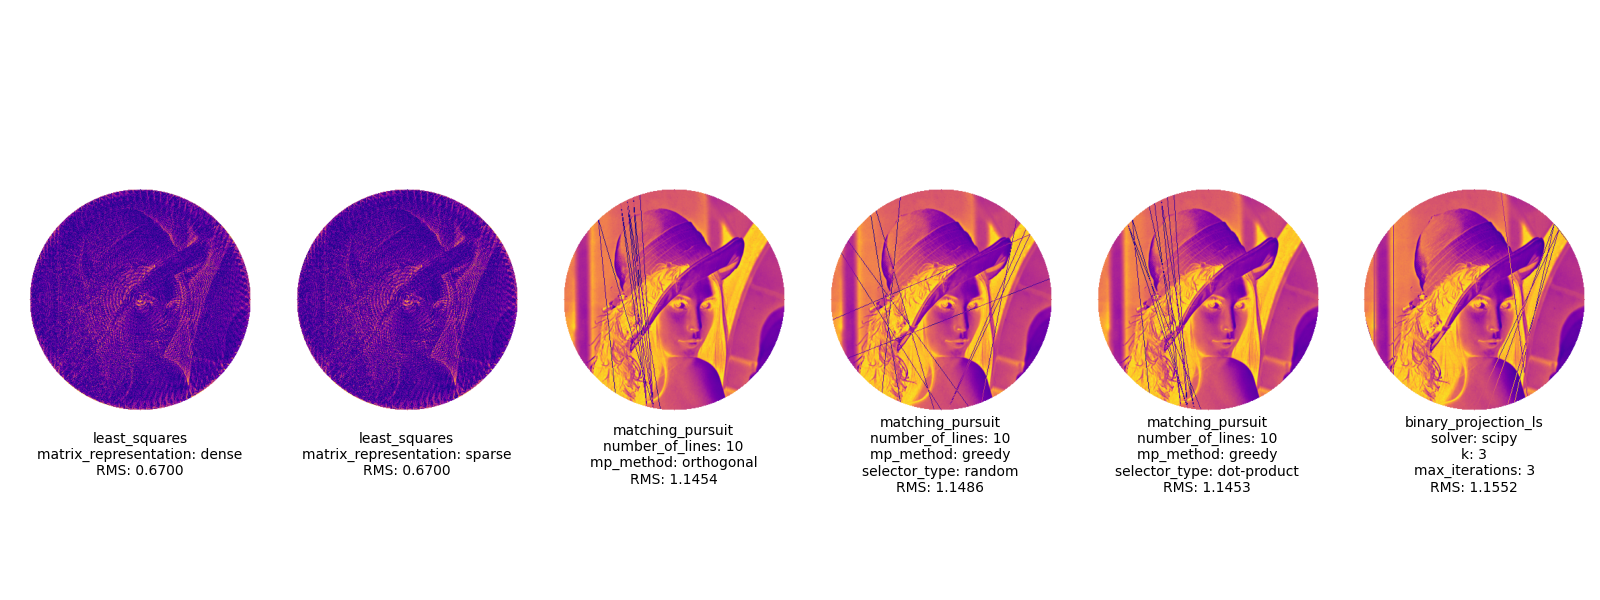 least_squares
matrix_representation: dense
RMS: 0.6700
least_squares
matrix_representation: sparse
RMS: 0.6700
matching_pursuit
number_of_lines: 10
mp_method: orthogonal
RMS: 1.1454
matching_pursuit
number_of_lines: 10
mp_method: greedy
selector_type: random
RMS: 1.1486
matching_pursuit
number_of_lines: 10
mp_method: greedy
selector_type: dot-product
RMS: 1.1453
binary_projection_ls
solver: scipy
k: 3
max_iterations: 3
RMS: 1.1552